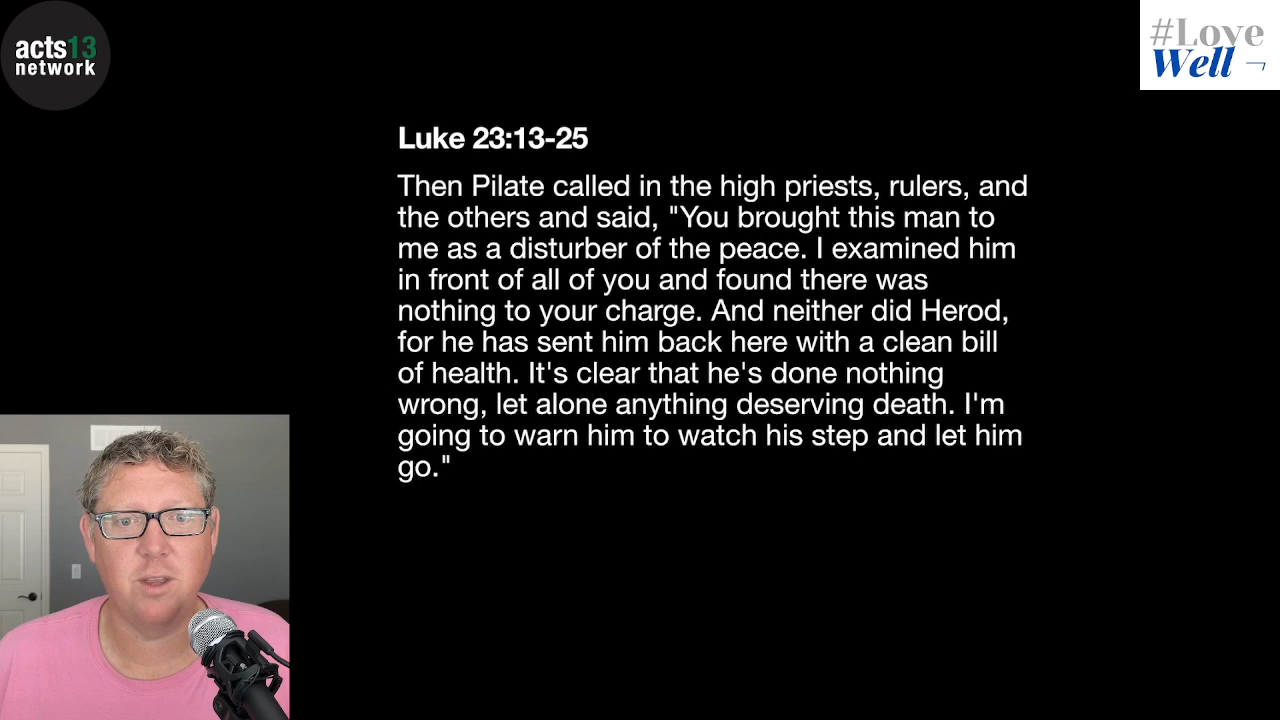 acts13
network
#Love
Well
Luke 23:13-25
Then Pilate called in the high priests, rulers, and
the others and said, "You brought this man to
me as a disturber of the peace. I examined him
in front of all of you and found there was
nothing to your charge. And neither did Herod,
for he has sent him back here with a clean bill
of health. It's clear that he's done nothing
wrong, let alone anything deserving death. I'm
going to warn him to watch his step and let him
go."